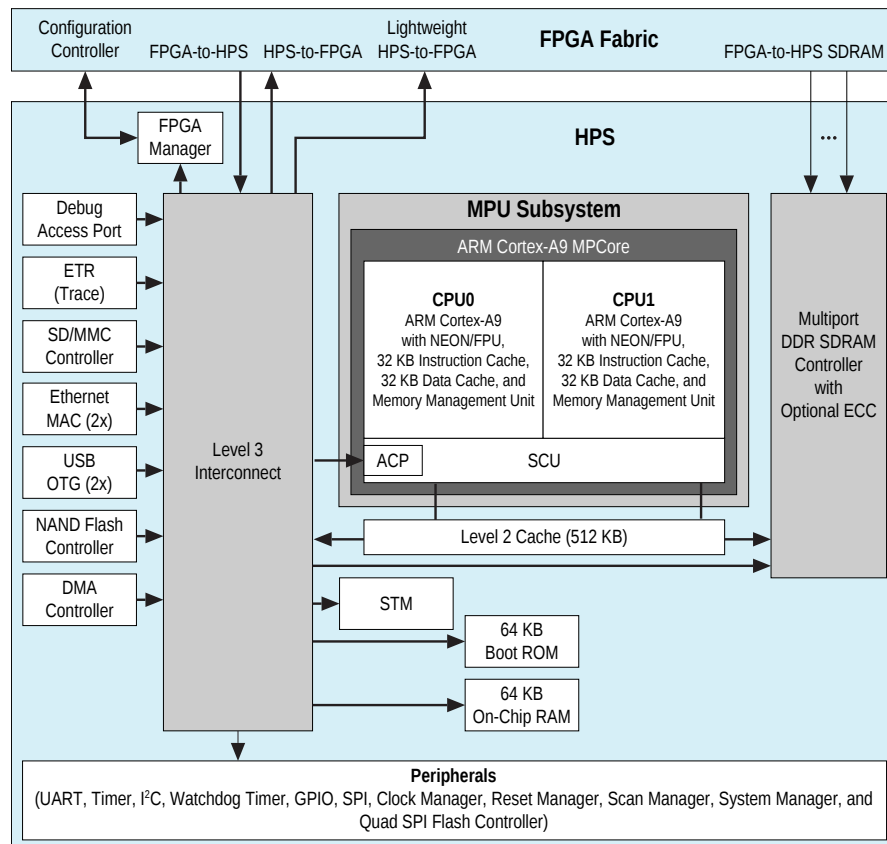 Configuration
Controller
FPGA-to-HPS
HPS-to-FPGA
Lightweight
HPS-to-FPGA
FPGA Fabric
FPGA-to-HPS SDRAM
FPGA
Manager
HPS
...
Debug
Access Port
ETR
(Trace)
SD/MMC
Controller
Ethernet
MAC (2x)
USB
OTG (2x)
NAND Flash
Controller
DMA
Controller
Level 3
Interconnect
MPU Subsystem
ARM Cortex-A9 MPCore
CPU0
ARM Cortex-A9
with NEON/FPU,
32 KB Instruction Cache,
32 KB Data Cache, and
Memory Management Unit
CPU1
ARM Cortex-A9
with NEON/FPU,
32 KB Instruction Cache,
32 KB Data Cache, and
Memory Management Unit
ACP
SCU
Level 2 Cache (512 KB)
Multiport
DDR SDRAM
Controller
with
Optional ECC
STM
64 KB
Boot ROM
64 KB
On-Chip RAM
Peripherals
(UART, Timer, I²C, Watchdog Timer, GPIO, SPI, Clock Manager, Reset Manager, Scan Manager, System Manager, and
Quad SPI Flash Controller)